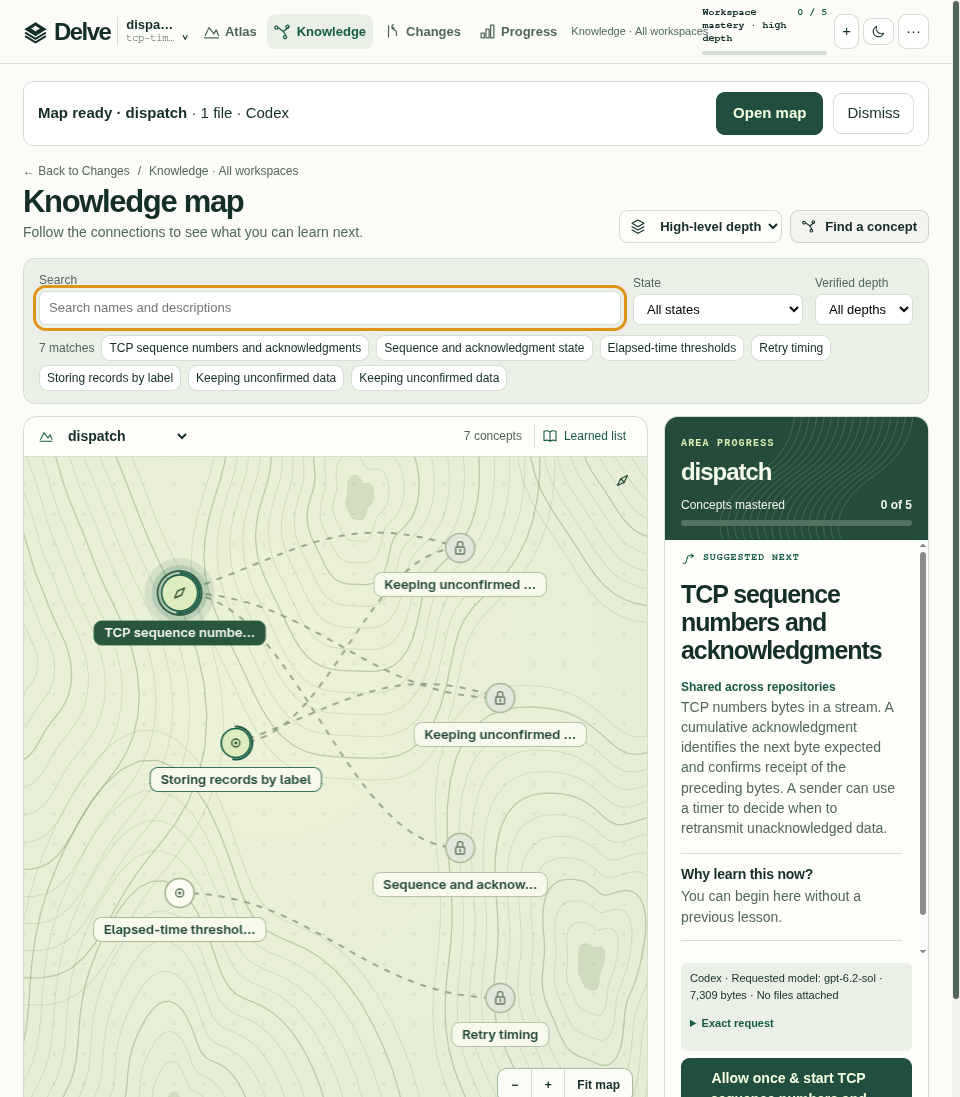 Delve
dispa...
tcp-tim...
Atlas
Knowledge
Changes
Progress
Knowledge · All workspaces
Workspace mastery · high depth
0 / 5
+
...
Map ready · dispatch · 1 file · Codex
Open map
Dismiss
← Back to Changes / Knowledge · All workspaces
Knowledge map
Follow the connections to see what you can learn next.
High-level depth
Find a concept
Search
Search names and descriptions
State
All states
Verified depth
All depths
7 matches
TCP sequence numbers and acknowledgments
Sequence and acknowledgment state
Elapsed-time thresholds
Retry timing
Storing records by label
Keeping unconfirmed data
Keeping unconfirmed data
dispatch
7 concepts
Learned list
Keeping unconfirmed ...
TCP sequence numbe...
Keeping unconfirmed ...
Storing records by label
Sequence and acknow...
Elapsed-time threshol...
Retry timing
−
+
Fit map
AREA PROGRESS
dispatch
Concepts mastered
0 of 5
SUGGESTED NEXT
TCP sequence
numbers and
acknowledgments
Shared across repositories
TCP numbers bytes in a stream. A
cumulative acknowledgment
identifies the next byte expected
and confirms receipt of the
preceding bytes. A sender can use
a timer to decide when to
retransmit unacknowledged data.
Why learn this now?
You can begin here without a
previous lesson.
Codex · Requested model: gpt-6.2-sol ·
7,309 bytes · No files attached
Exact request
Allow once & start TCP
sequence numbers and